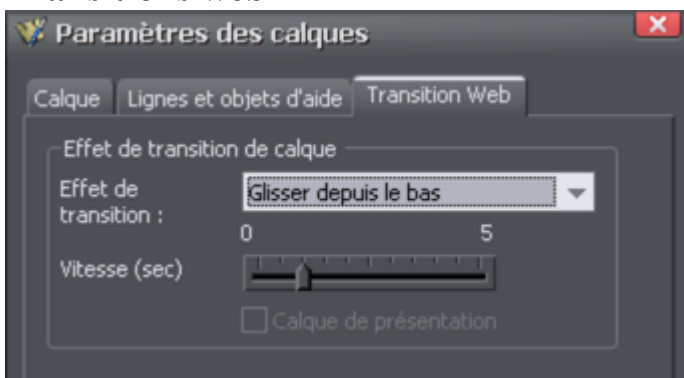 Paramètres des calques
Calque Lignes et objets d'aide Transition Web
Effet de transition de calque
Effet de transition :
Glisser depuis le bas
0 5
Vitesse (sec)
Calque de présentation